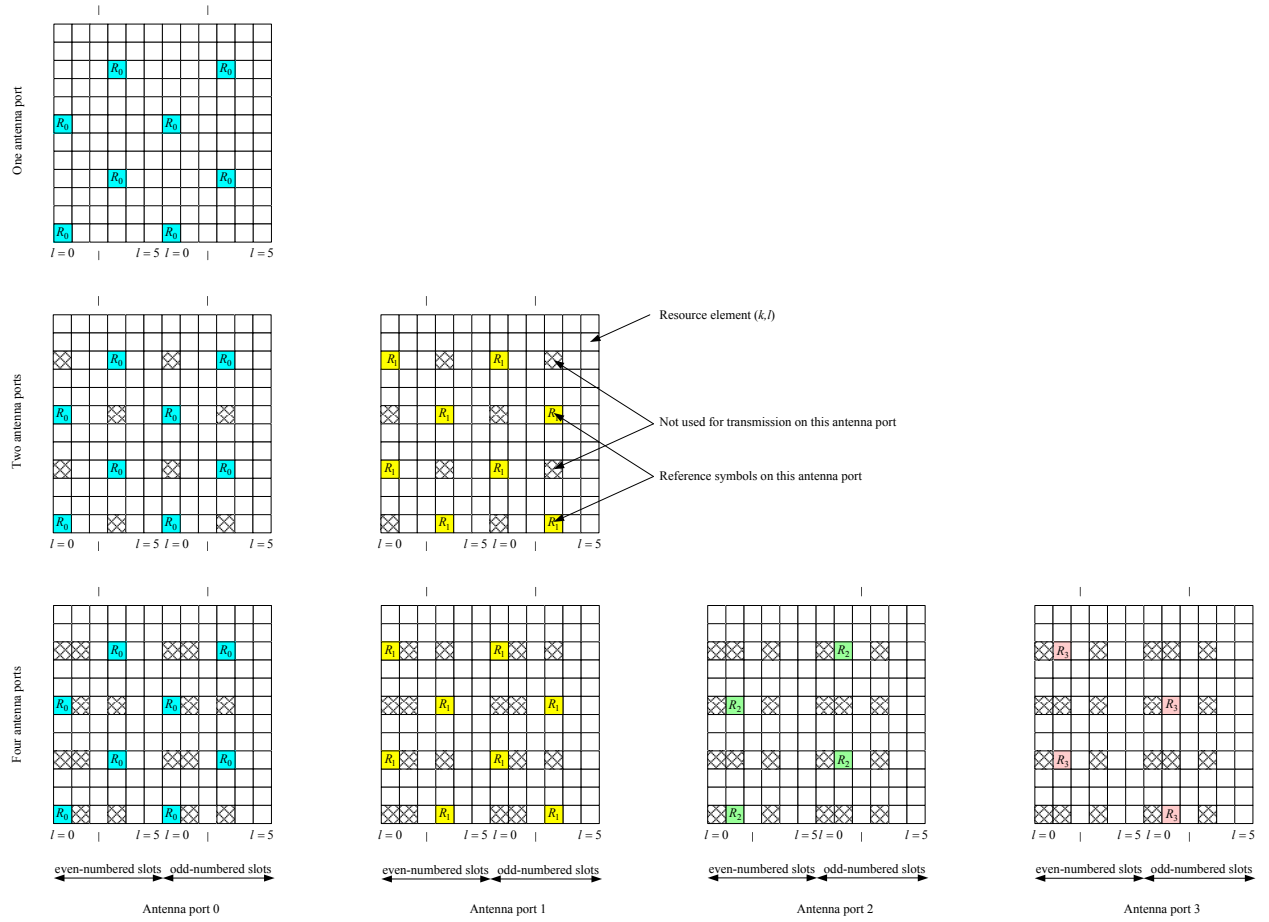 One antenna port
R0 R0
R0 R0
R0 R0
R0 R0
l = 0 l = 5 l = 0 l = 5
Two antenna ports
Resource element (k,l)
R0 R0 R1 R1
R0 R0 R1 R1
Not used for transmission on this antenna port
R0 R0 R1 R1
Reference symbols on this antenna port
R0 R0 R1 R1
l = 0 l = 5 l = 0 l = 5 l = 0 l = 5 l = 0 l = 5
Four antenna ports
R0 R0 R1 R1 R2 R3
R0 R0 R1 R1 R2 R3
R0 R0 R1 R1 R2 R3
R0 R0 R1 R1 R2 R3
l = 0 l = 5 l = 0 l = 5 l = 0 l = 5 l = 0 l = 5 l = 0 l = 5 l = 0 l = 5 l = 0 l = 5 l = 0 l = 5
even-numbered slots odd-numbered slots even-numbered slots odd-numbered slots even-numbered slots odd-numbered slots even-numbered slots odd-numbered slots
Antenna port 0 Antenna port 1 Antenna port 2 Antenna port 3